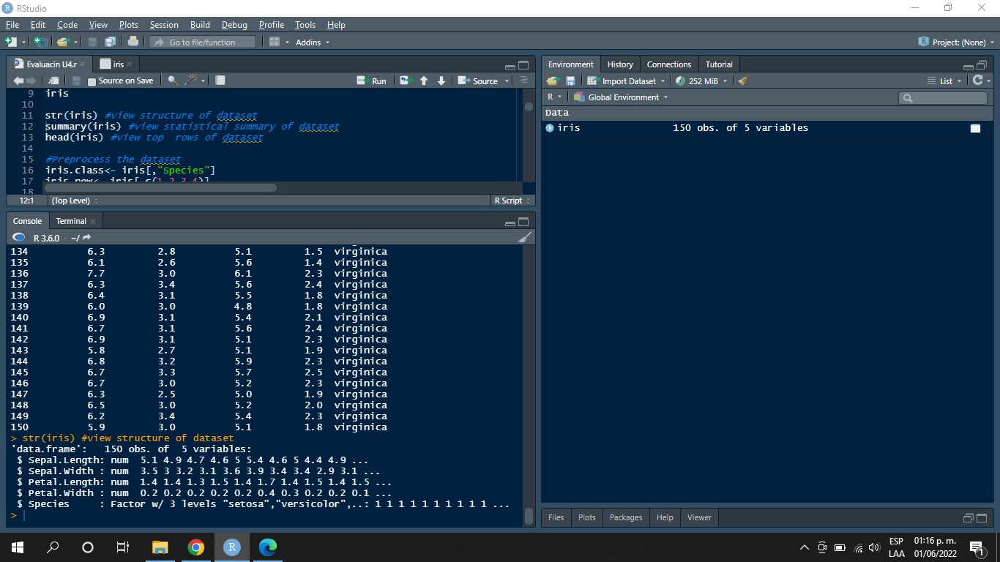 RStudio
File Edit Code View Plots Session Build Debug Profile Tools Help
Go to file/function Addins Project: (None)
Evaluacin U4.r iris
Source on Save Run Source
9 iris
10
11 str(iris) #view structure of dataset
12 summary(iris) #view statistical summary of dataset
13 head(iris) #view top  rows of dataset
14
15 #Preprocess the dataset
16 iris.class<- iris[,"Species"]
17 iris.new<- iris[,c(1,2,3,4)]
18
12:1 (Top Level) R Script
Console Terminal
R 3.6.0 · ~/
134 6.3 2.8 5.1 1.5 virginica
135 6.1 2.6 5.6 1.4 virginica
136 7.7 3.0 6.1 2.3 virginica
137 6.3 3.4 5.6 2.4 virginica
138 6.4 3.1 5.5 1.8 virginica
139 6.0 3.0 4.8 1.8 virginica
140 6.9 3.1 5.4 2.1 virginica
141 6.7 3.1 5.6 2.4 virginica
142 6.9 3.1 5.1 2.3 virginica
143 5.8 2.7 5.1 1.9 virginica
144 6.8 3.2 5.9 2.3 virginica
145 6.7 3.3 5.7 2.5 virginica
146 6.7 3.0 5.2 2.3 virginica
147 6.3 2.5 5.0 1.9 virginica
148 6.5 3.0 5.2 2.0 virginica
149 6.2 3.4 5.4 2.3 virginica
150 5.9 3.0 5.1 1.8 virginica
> str(iris) #view structure of dataset
'data.frame':   150 obs. of  5 variables:
 $ Sepal.Length: num  5.1 4.9 4.7 4.6 5 5.4 4.6 5 4.4 4.9 ...
 $ Sepal.Width : num  3.5 3 3.2 3.1 3.6 3.9 3.4 3.4 2.9 3.1 ...
 $ Petal.Length: num  1.4 1.4 1.3 1.5 1.4 1.7 1.4 1.5 1.4 1.5 ...
 $ Petal.Width : num  0.2 0.2 0.2 0.2 0.2 0.4 0.3 0.2 0.2 0.1 ...
 $ Species     : Factor w/ 3 levels "setosa","versicolor",..: 1 1 1 1 1 1 1 1 1 1 ...
>
Environment History Connections Tutorial
Import Dataset 252 MiB List
R Global Environment
Data
iris 150 obs. of 5 variables
Files Plots Packages Help Viewer
ESP 01:16 p. m.
LAA 01/06/2022 1